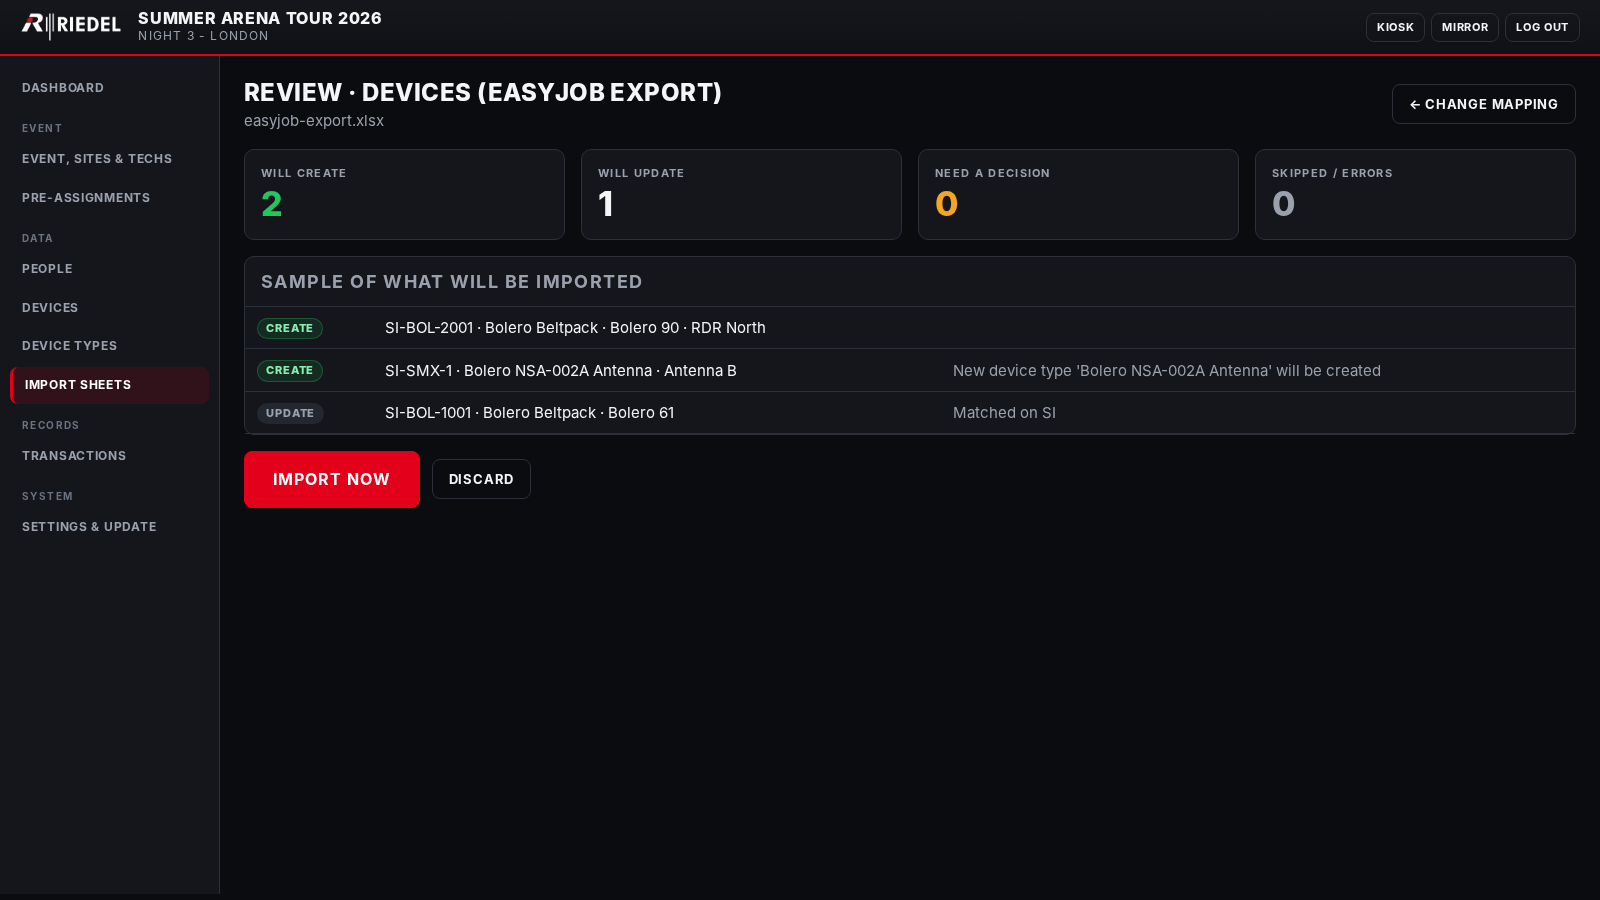 RIEDEL
SUMMER ARENA TOUR 2026
NIGHT 3 - LONDON
KIOSK
MIRROR
LOG OUT
DASHBOARD
EVENT
EVENT, SITES & TECHS
PRE-ASSIGNMENTS
DATA
PEOPLE
DEVICES
DEVICE TYPES
IMPORT SHEETS
RECORDS
TRANSACTIONS
SYSTEM
SETTINGS & UPDATE
REVIEW · DEVICES (EASYJOB EXPORT)
easyjob-export.xlsx
← CHANGE MAPPING
WILL CREATE
2
WILL UPDATE
1
NEED A DECISION
0
SKIPPED / ERRORS
0
SAMPLE OF WHAT WILL BE IMPORTED
CREATE SI-BOL-2001 · Bolero Beltpack · Bolero 90 · RDR North
CREATE SI-SMX-1 · Bolero NSA-002A Antenna · Antenna B New device type 'Bolero NSA-002A Antenna' will be created
UPDATE SI-BOL-1001 · Bolero Beltpack · Bolero 61 Matched on SI
IMPORT NOW
DISCARD